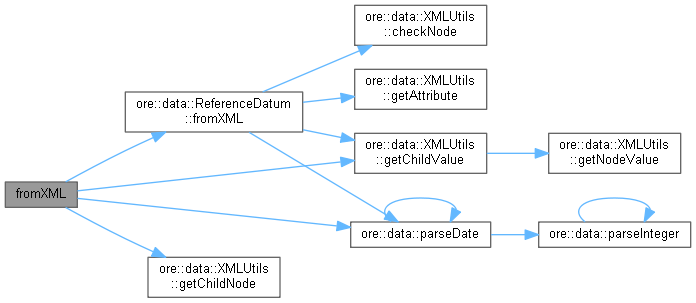 ore::data::XMLUtils
::checkNode
ore::data::XMLUtils
::getAttribute
ore::data::ReferenceDatum
::fromXML
ore::data::XMLUtils
::getChildValue
ore::data::XMLUtils
::getNodeValue
fromXML
ore::data::parseDate
ore::data::parseInteger
ore::data::XMLUtils
::getChildNode